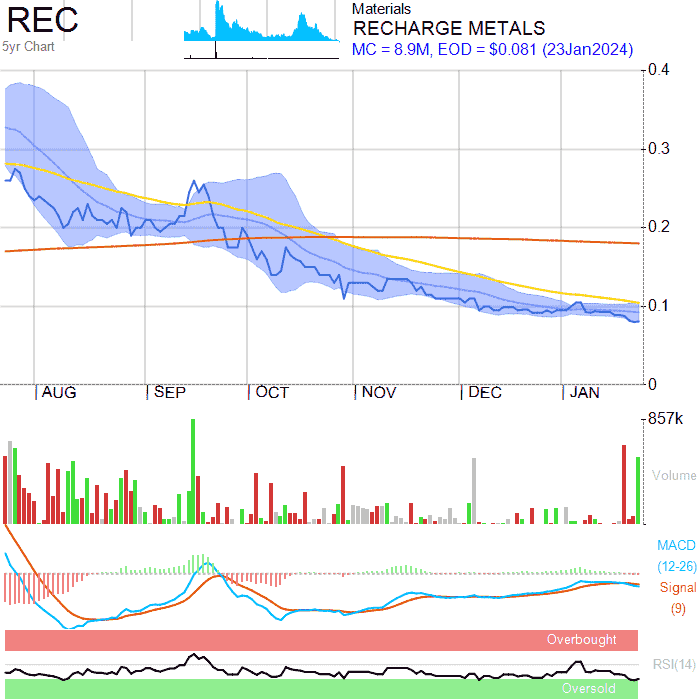 REC
5yr Chart
Materials
RECHARGE METALS
MC = 8.9M, EOD = $0.081 (23Jan2024)
0.4
0.3
0.2
0.1
0
AUG SEP OCT NOV DEC JAN
857k
Volume
MACD
(12-26)
Signal
(9)
Overbought
RSI(14)
Oversold